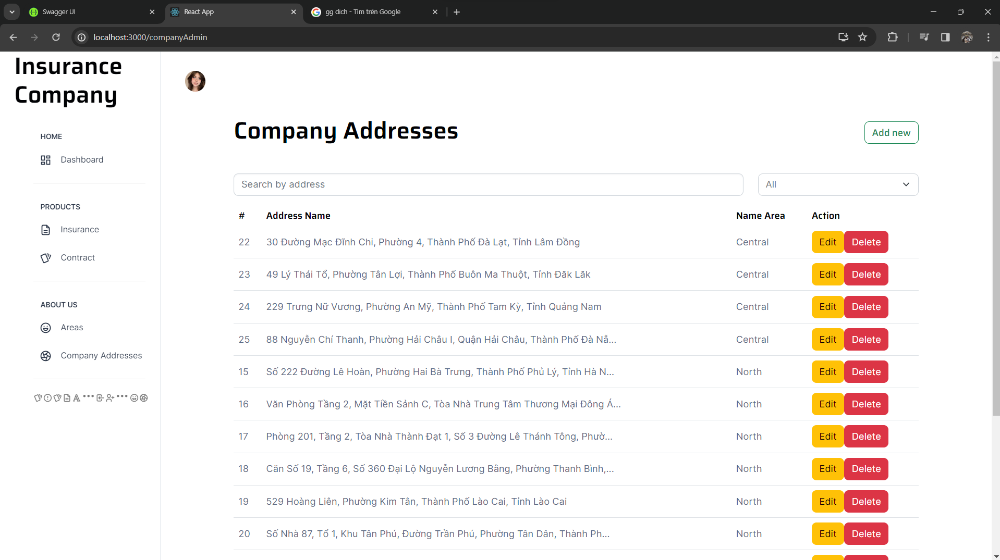 Swagger UI
React App
gg dich - Tìm trên Google
localhost:3000/companyAdmin
Insurance
Company
HOME
Dashboard
PRODUCTS
Insurance
Contract
ABOUT US
Areas
Company Addresses
Company Addresses
Add new
Search by address
All
# Address Name Name Area Action
22 30 Đường Mạc Đĩnh Chi, Phường 4, Thành Phố Đà Lạt, Tỉnh Lâm Đồng Central Edit Delete
23 49 Lý Thái Tổ, Phường Tân Lợi, Thành Phố Buôn Ma Thuột, Tỉnh Đăk Lăk Central Edit Delete
24 229 Trưng Nữ Vương, Phường An Mỹ, Thành Phố Tam Kỳ, Tỉnh Quảng Nam Central Edit Delete
25 88 Nguyễn Chí Thanh, Phường Hải Châu I, Quận Hải Châu, Thành Phố Đà Nẵ... Central Edit Delete
15 Số 222 Đường Lê Hoàn, Phường Hai Bà Trưng, Thành Phố Phủ Lý, Tỉnh Hà N... North Edit Delete
16 Văn Phòng Tầng 2, Mặt Tiền Sảnh C, Tòa Nhà Trung Tâm Thương Mại Đông Á... North Edit Delete
17 Phòng 201, Tầng 2, Tòa Nhà Thành Đạt 1, Số 3 Đường Lê Thánh Tông, Phườ... North Edit Delete
18 Căn Số 19, Tầng 6, Số 360 Đại Lộ Nguyễn Lương Bằng, Phường Thanh Bình,... North Edit Delete
19 529 Hoàng Liên, Phường Kim Tân, Thành Phố Lào Cai, Tỉnh Lào Cai North Edit Delete
20 Số Nhà 87, Tổ 1, Khu Tân Phú, Đường Trần Phú, Phường Tân Dân, Thành Ph... North Edit Delete